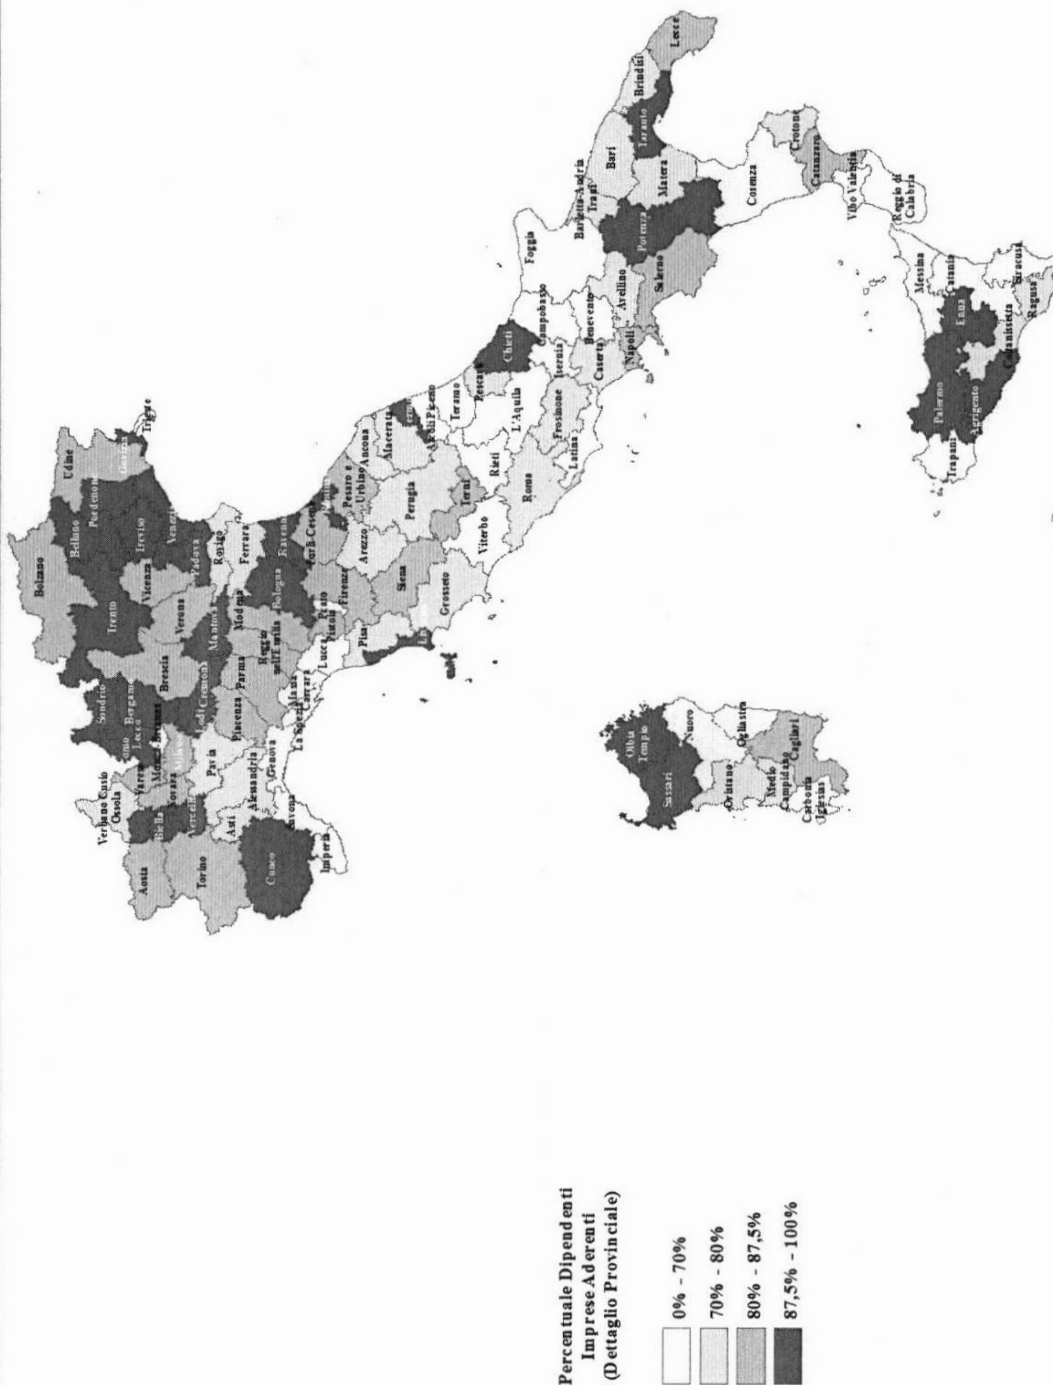 Percentuale Dipendenti
Imprese Aderenti
(Dettaglio Provinciale)
0% - 70%
70% - 80%
80% - 87,5%
87,5% - 100%
Bolzano
Udine
Belluno
Pordenone
Gorizia
Trieste
Trento
Treviso
Venezia
Vicenza
Padova
Verona
Rovigo
Sondrio
Bergamo
Lecco
Brescia
Mantova
Cremona
Lodi
Varese
Pavia
Verbano Cusio
Ossola
Biella
Novara
Vercelli
Aosta
Torino
Asti
Alessandria
Cuneo
Imperia
Savona
Genova
La Spezia
Massa
Carrara
Piacenza
Parma
Reggio
nell'Emilia
Modena
Ferrara
Bologna
Ravenna
Forlì-Cesena
Rimini
Lucca
Pistoia
Prato
Firenze
Pisa
Arezzo
Siena
Grosseto
Pesaro e
Urbino
Ancona
Macerata
Ascoli Piceno
Perugia
Terni
Viterbo
Rieti
Roma
Latina
Frosinone
Teramo
Pescara
L'Aquila
Chieti
Isernia
Campobasso
Caserta
Benevento
Napoli
Avellino
Salerno
Foggia
Barletta-Andria
Trani
Bari
Taranto
Brindisi
Lecce
Potenza
Matera
Cosenza
Crotone
Catanzaro
Vibo Valentia
Reggio di
Calabria
Messina
Catania
Siracusa
Ragusa
Enna
Caltanissetta
Palermo
Agrigento
Trapani
Olbia
Tempio
Sassari
Nuoro
Oristano
Ogliastra
Medio
Campidano
Cagliari
Carbonia
Iglesias